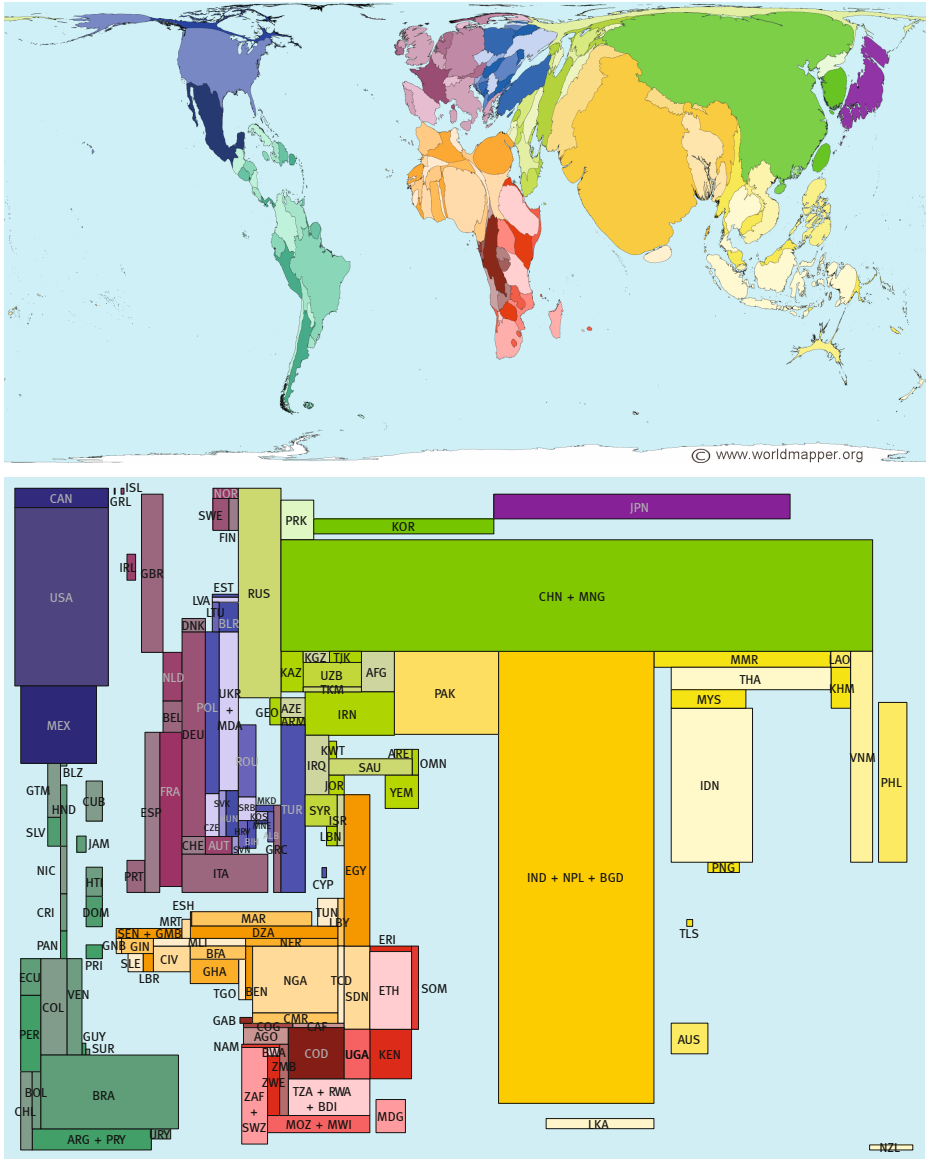 © www.worldmapper.org
CAN
GRL
ISL
NOR
SWE
FIN
RUS
PRK
KOR
JPN
USA
IRL
GBR
EST
LVA
LTU
BLR
DNK
CHN + MNG
MEX
NLD
BEL
DEU
POL
UKR
+
MDA
KAZ
KGZ
TJK
UZB
TKM
AFG
PAK
GEO
AZE
ARM
IRN
MMR
LAO
THA
KHM
MYS
IDN
VNM
PHL
GTM
BLZ
HND
CUB
SLV
JAM
NIC
HTI
CRI
DOM
PAN
PRI
ESP
FRA
ROU
CZE
SVK
HUN
SRB
MKD
KOS
MNE
HRV
BIH
ALB
CHE
AUT
SVN
GRC
PRT
ITA
TUR
IRQ
KWT
SAU
ARE
OMN
JOR
YEM
SYR
ISR
LBN
CYP
EGY
IND + NPL + BGD
PNG
TLS
AUS
LKA
NZL
ESH
MRT
MAR
TUN
LBY
SEN + GMB
DZA
GNB
GIN
MLI
NER
SLE
LBR
CIV
BFA
GHA
TGO
BEN
NGA
TCD
SDN
ERI
ETH
SOM
GAB
CMR
COG
CAF
AGO
NAM
BWA
ZMB
ZWE
COD
UGA
KEN
ZAF
+
SWZ
TZA + RWA
+ BDI
MOZ + MWI
MDG
ECU
COL
VEN
PER
GUY
SUR
BOL
BRA
CHL
ARG + PRY
URY